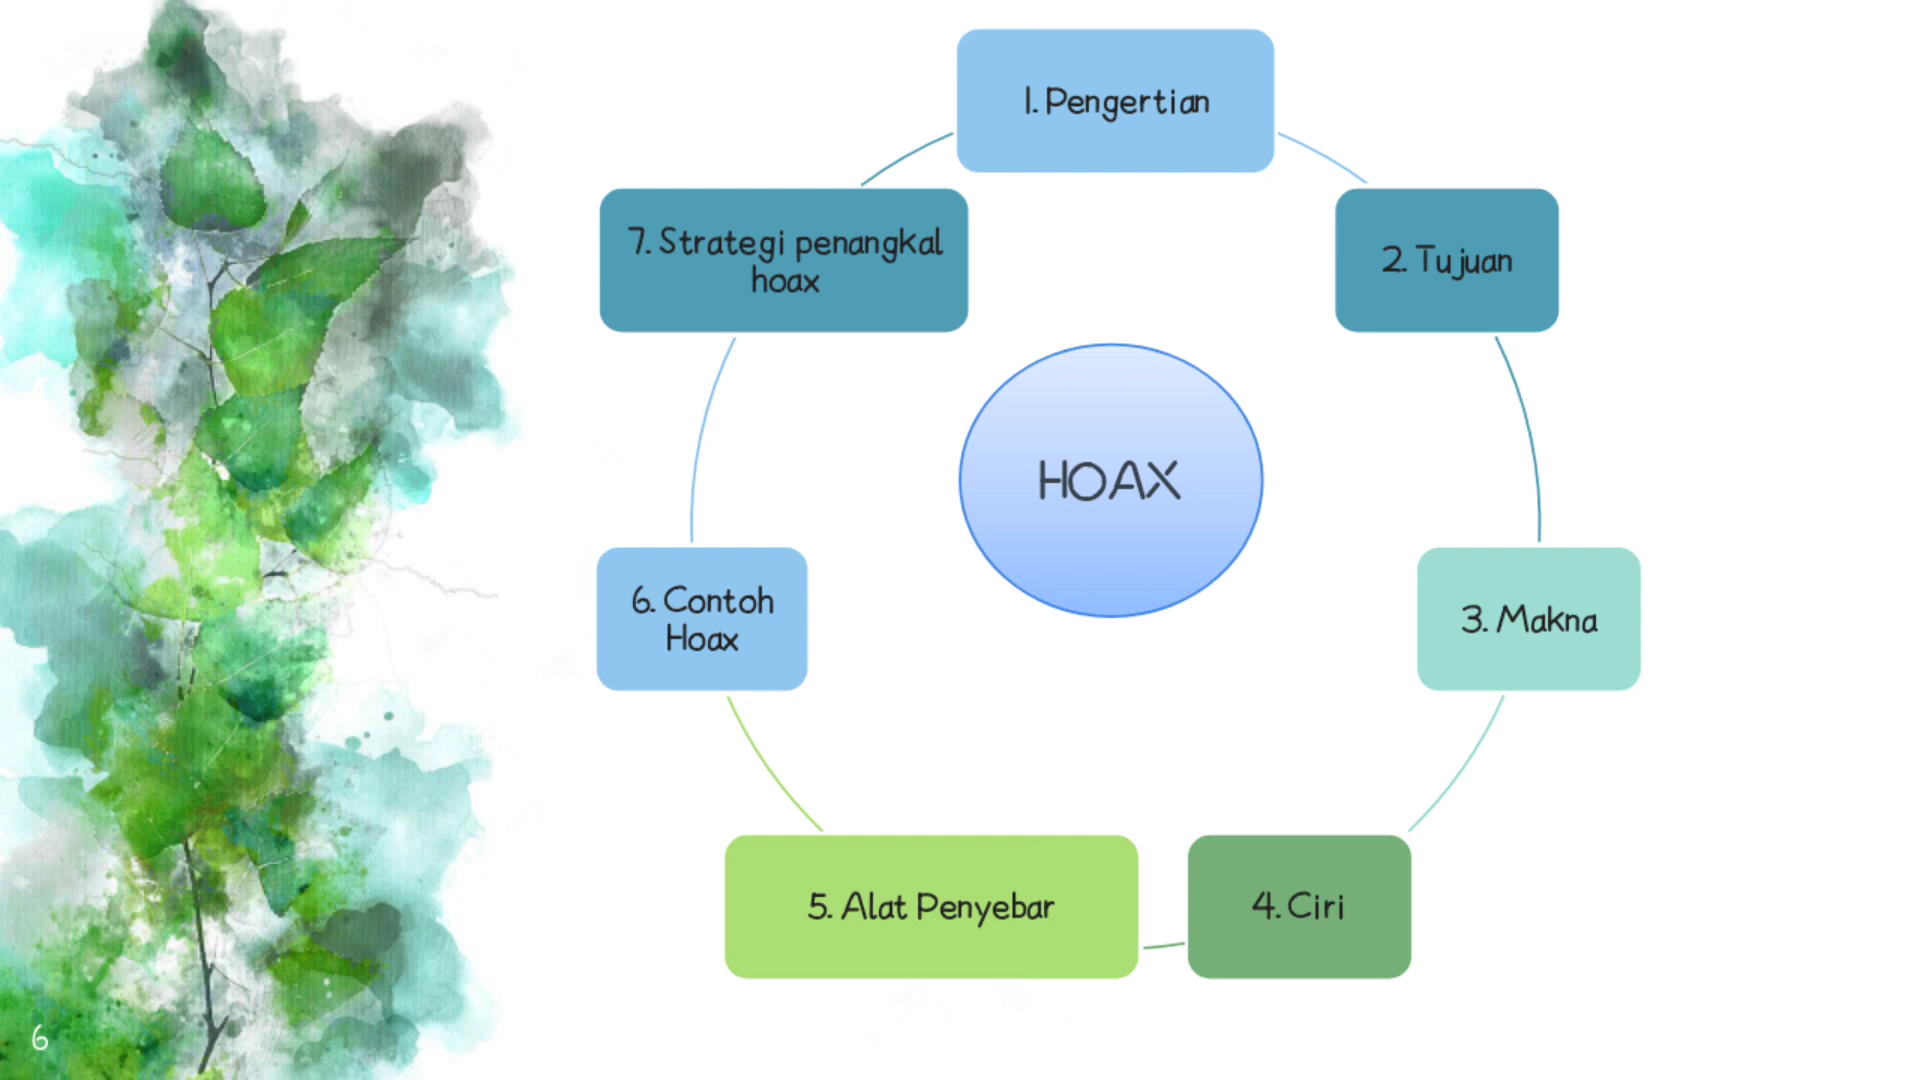 1. Pengertian
2. Tujuan
3. Makna
4. Ciri
5. Alat Penyebar
6. Contoh
Hoax
7. Strategi penangkal
hoax
HOAX
6